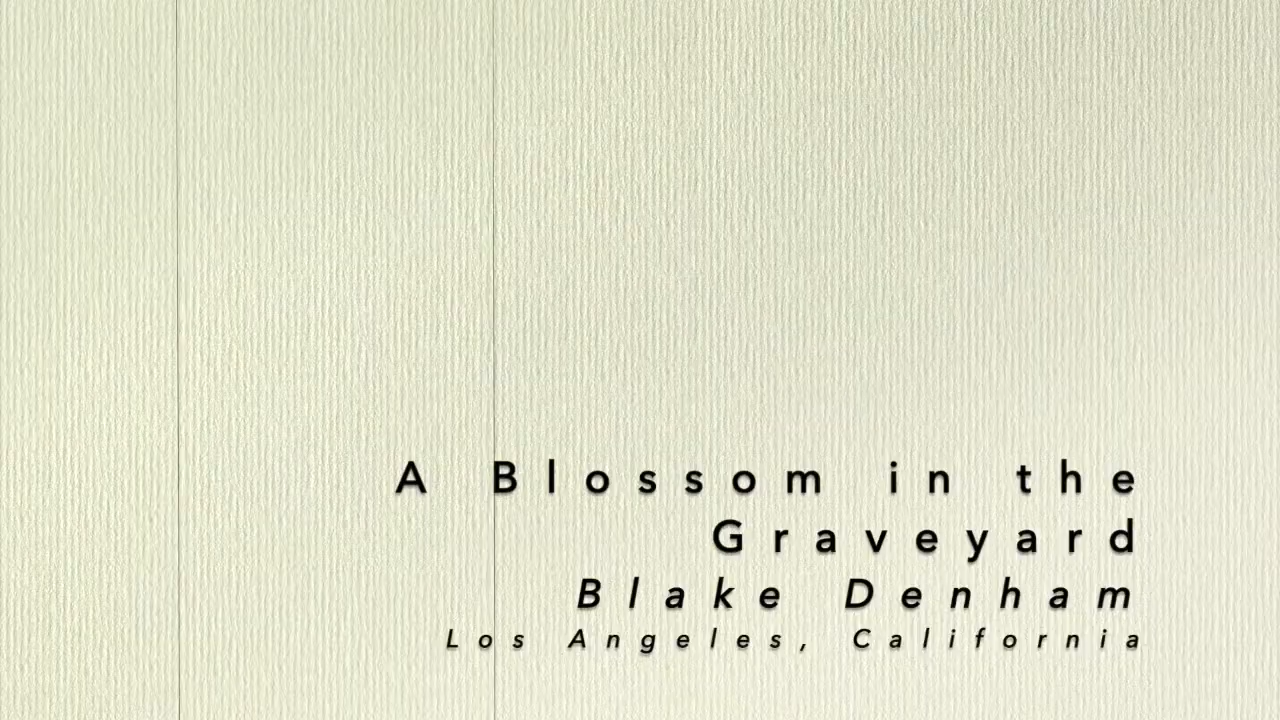 A Blossom in the
Graveyard
Blake Denham
Los Angeles, California